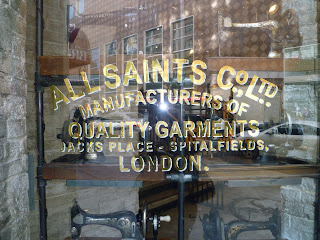 ALL SAINTS Co. LTD.
MANUFACTURERS OF
QUALITY GARMENTS
JACKS PLACE - SPITALFIELDS,
LONDON.